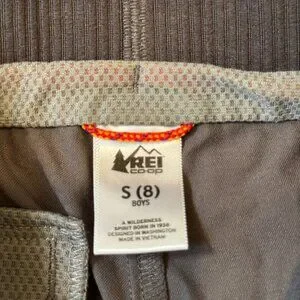 REI
CO·OP
S (8)
BOYS
A WILDERNESS
SPIRIT BORN IN 1938
DESIGNED IN WASHINGTON
MADE IN VIETNAM